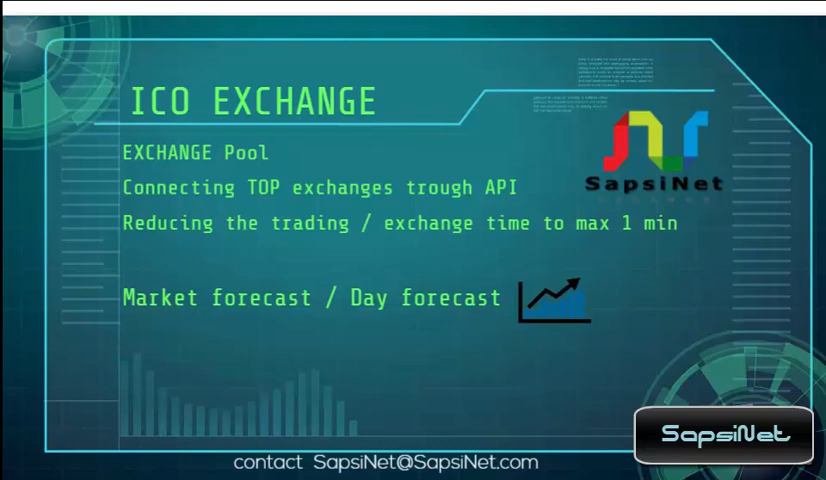 ICO EXCHANGE
SapsiNet
EXCHANGE Pool
Connecting TOP exchanges trough API
Reducing the trading / exchange time to max 1 min
Market forecast / Day forecast
SapsiNet
contact SapsiNet@SapsiNet.com